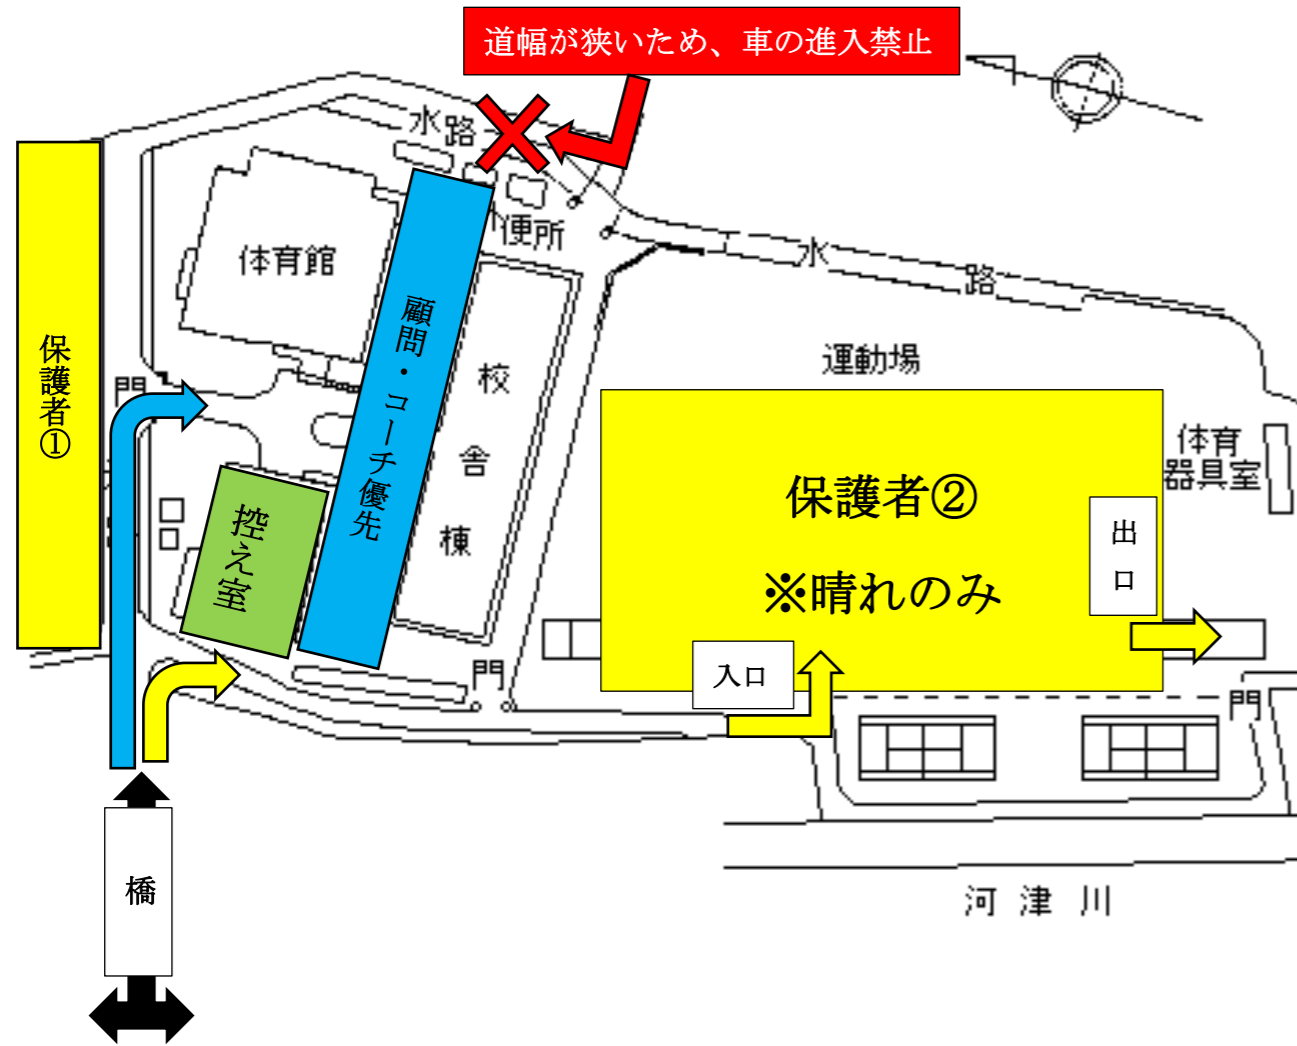 道幅が狭いため、車の進入禁止
水路
便所
体育館
水路
保護者①
顧問・コーチ優先
校舎棟
運動場
門
体育
器具室
保護者②
※晴れのみ
控え室
出口
入口
門
門
橋
河津川